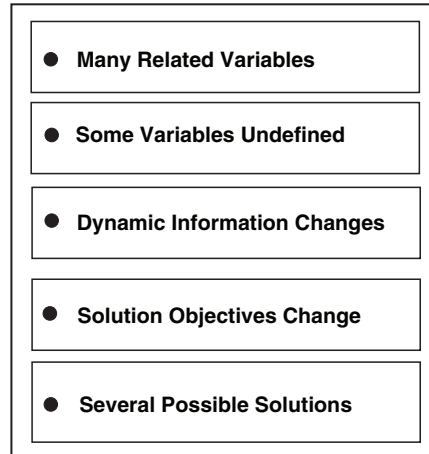 ● Many Related Variables
● Some Variables Undefined
● Dynamic Information Changes
● Solution Objectives Change
● Several Possible Solutions